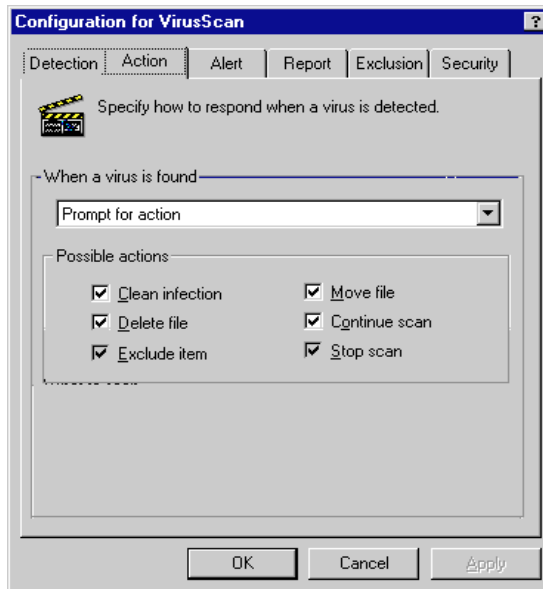 Configuration for VirusScan ?
Detection Action Alert Report Exclusion Security
Specify how to respond when a virus is detected.
When a virus is found
Prompt for action
Possible actions
Clean infection Move file
Delete file Continue scan
Exclude item Stop scan
OK Cancel Apply